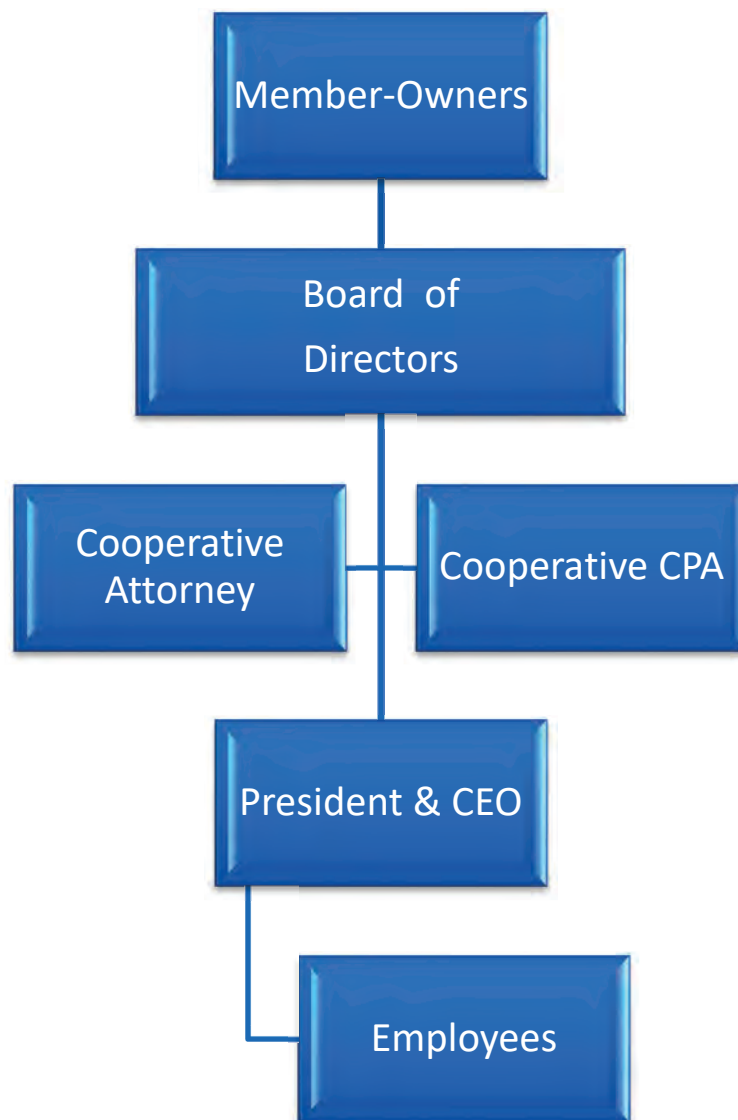 Member-Owners
Board of
Directors
Cooperative
Attorney
Cooperative CPA
President & CEO
Employees